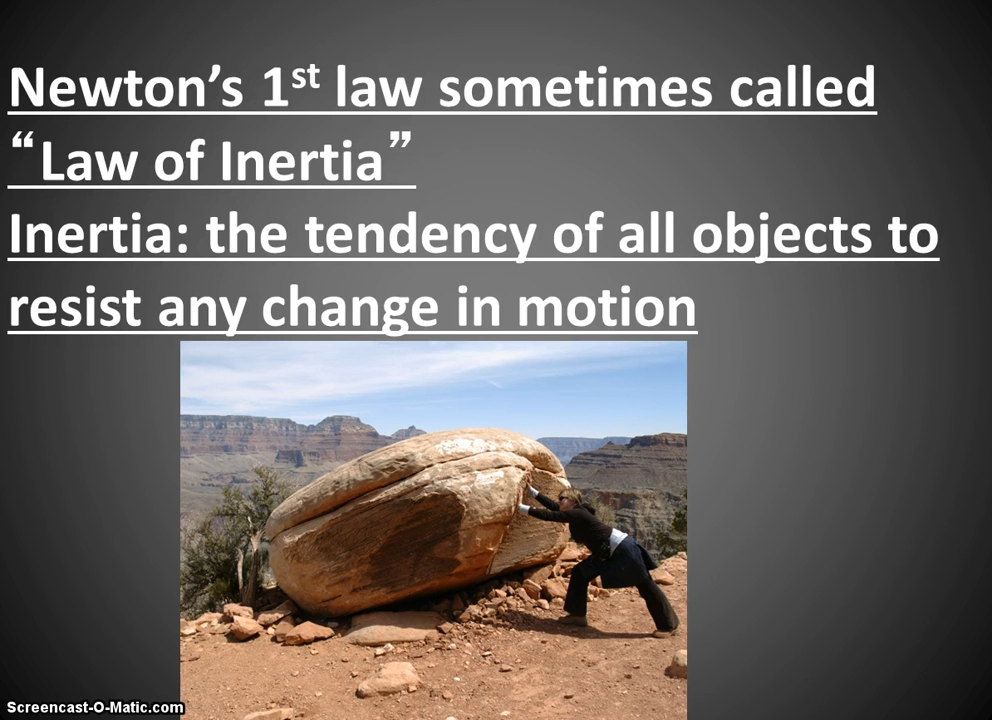 Newton’s 1st law sometimes called
“Law of Inertia”
Inertia: the tendency of all objects to
resist any change in motion
Screencast-O-Matic.com